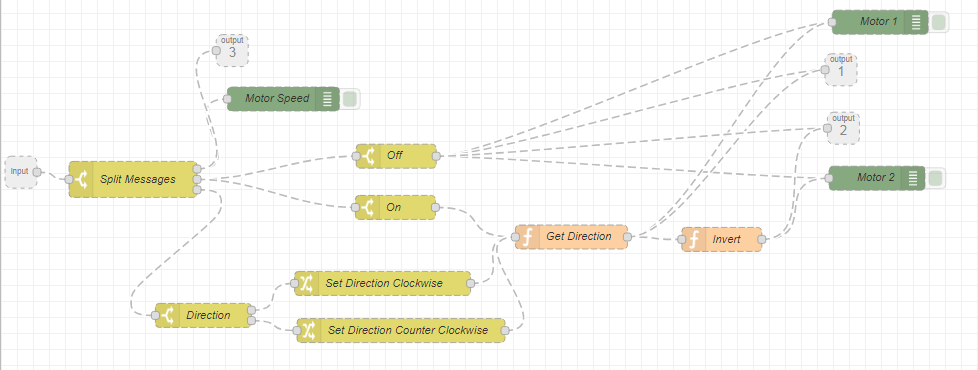 Motor 1
output
3
output
1
Motor Speed
output
2
Off
input
Split Messages
Motor 2
On
Get Direction
Invert
Set Direction Clockwise
Direction
Set Direction Counter Clockwise